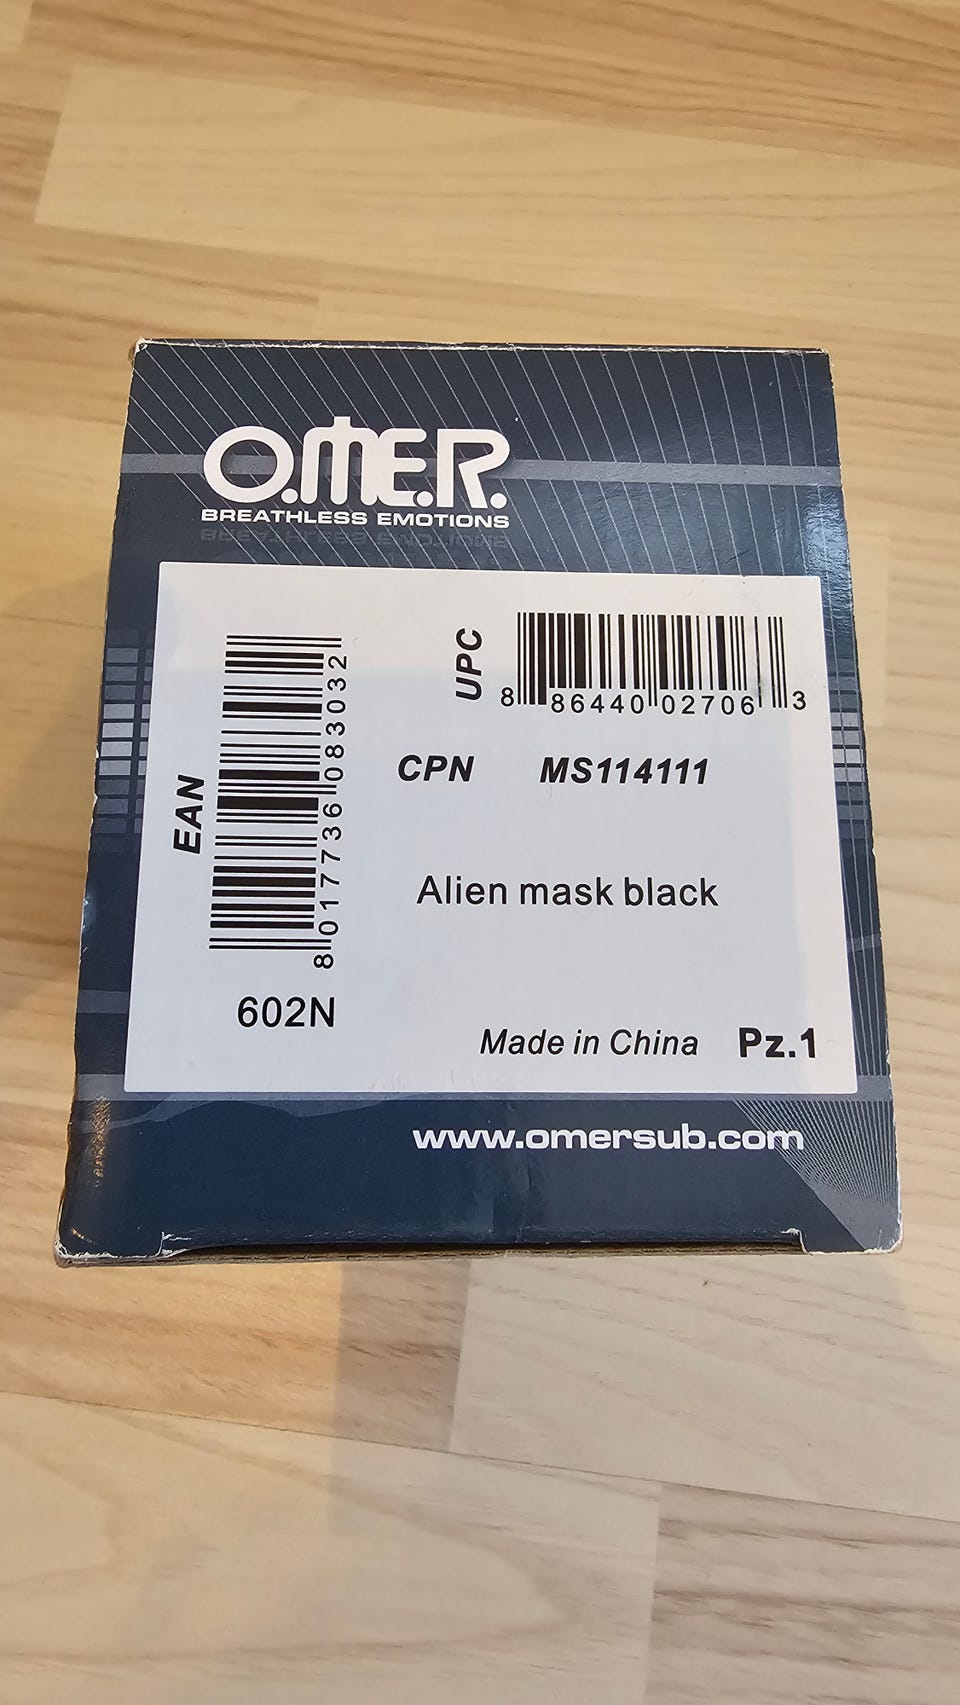 O.ME.R.
BREATHLESS EMOTIONS
UPC
8 86440 02706 3
EAN
8 017736 083032
CPN MS114111
Alien mask black
602N
Made in China Pz.1
www.omersub.com